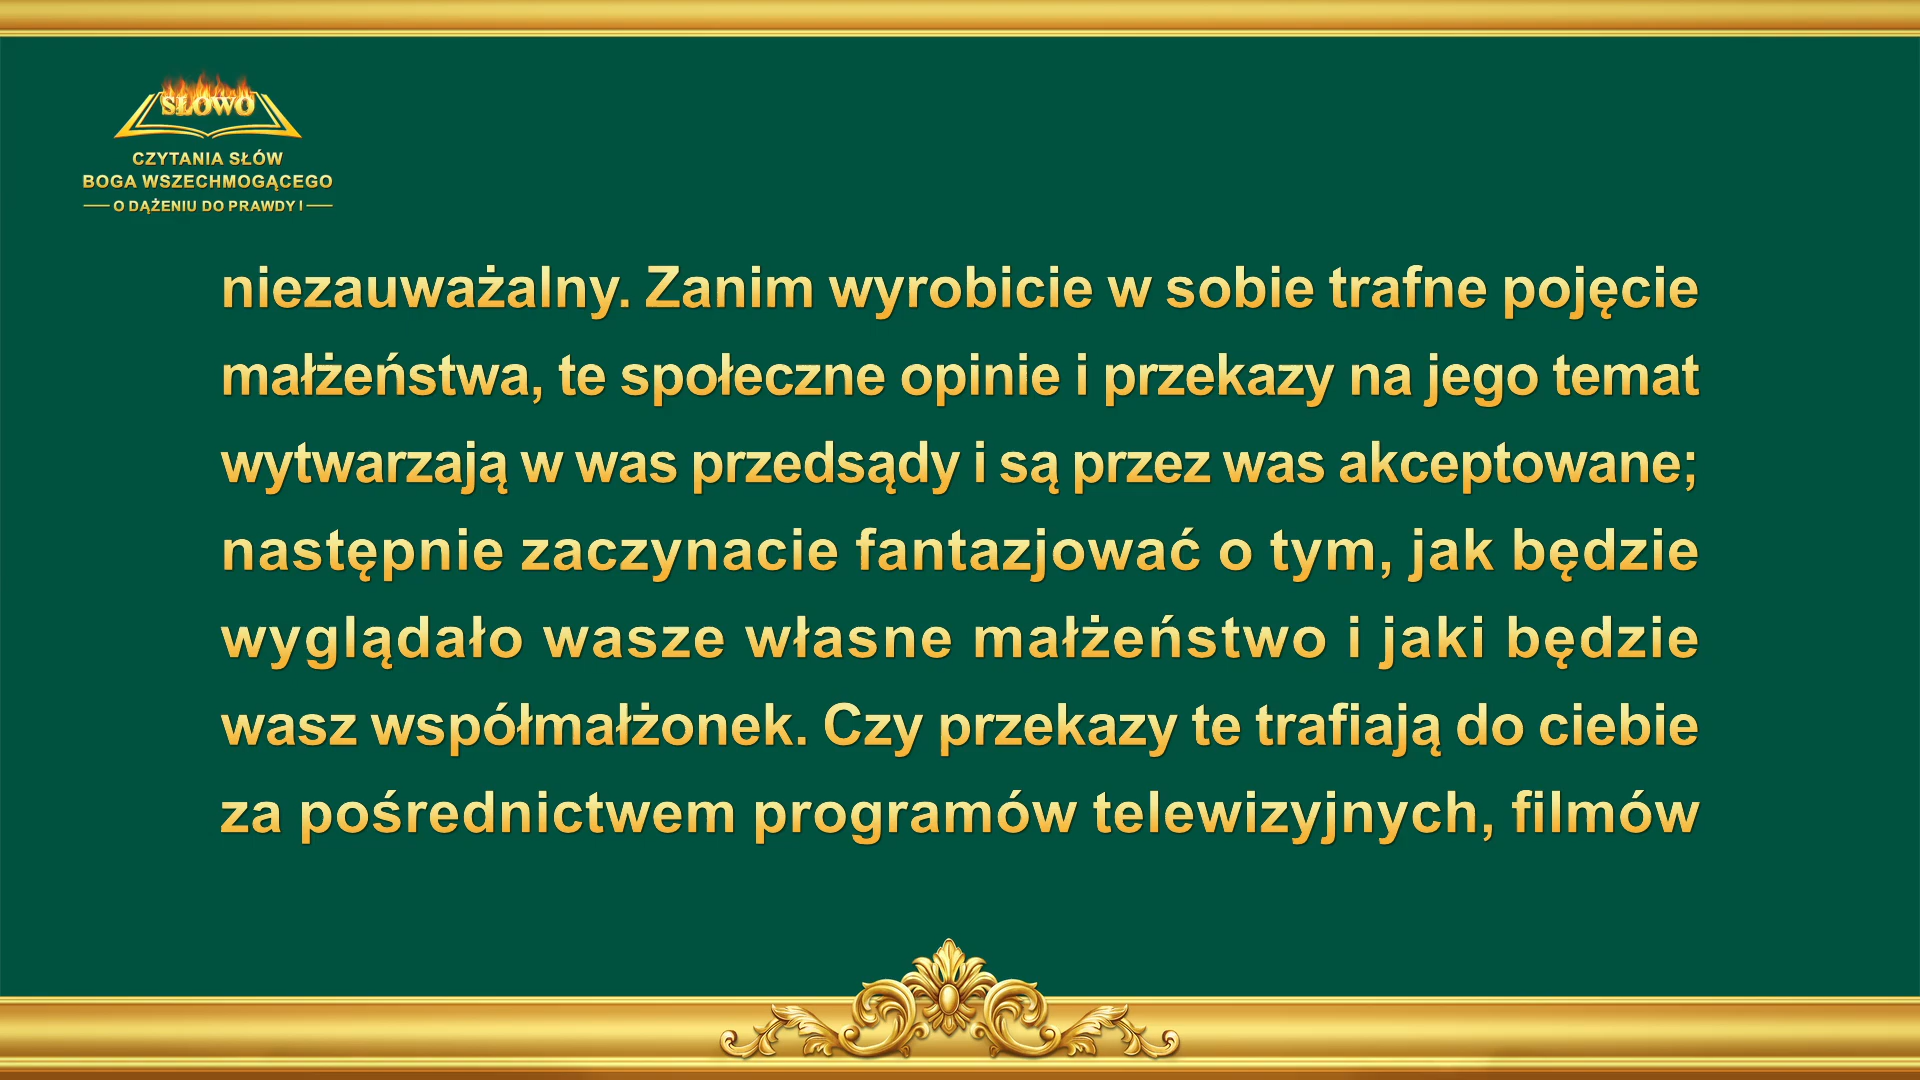 SŁOWO
CZYTANIA SŁÓW
BOGA WSZECHMOGĄCEGO
O DĄŻENIU DO PRAWDY I
niezauważalny. Zanim wyrobicie w sobie trafne pojęcie
małżeństwa, te społeczne opinie i przekazy na jego temat
wytwarzają w was przedsądy i są przez was akceptowane;
następnie zaczynacie fantazjować o tym, jak będzie
wyglądało wasze własne małżeństwo i jaki będzie
wasz współmałżonek. Czy przekazy te trafiają do ciebie
za pośrednictwem programów telewizyjnych, filmów